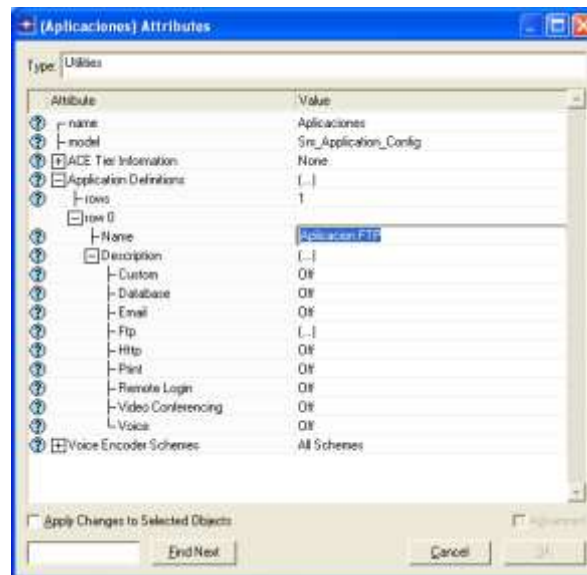 (Aplicaciones) Attributes
Type: Utilities
Attribute Value
name Aplicaciones
model Sm_Application_Config
ACE Tier Information None
Application Definitions (...)
rows 1
row 0
Name Aplicacion FTP
Description (...)
Custom Off
Database Off
Email Off
Ftp (...)
Http Off
Print Off
Remote Login Off
Video Conferencing Off
Voice Off
Voice Encoder Schemes All Schemes
Apply Changes to Selected Objects
Find Next Cancel